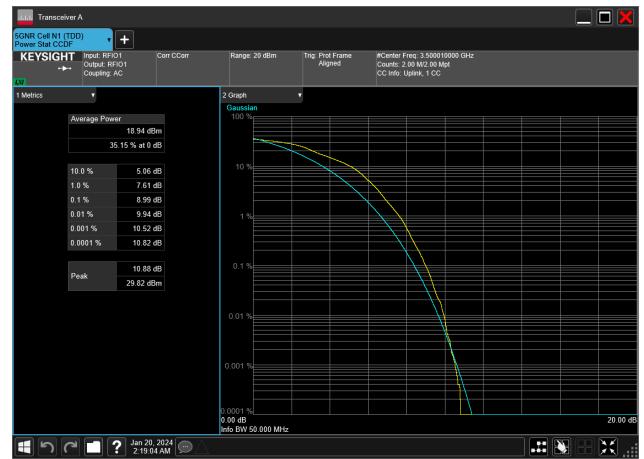 Transceiver A
5GNR Cell N1 (TDD)
Power Stat CCDF
KEYSIGHT
Input: RFIO1
Output: RFIO1
Coupling: AC
Corr CCorr
Range: 20 dBm
Trig: Prot Frame
Aligned
#Center Freq: 3.500010000 GHz
Counts: 2.00 M/2.00 Mpt
CC Info: Uplink, 1 CC
1 Metrics
Average Power
18.94 dBm
35.15 % at 0 dB
10.0 % 5.06 dB
1.0 % 7.61 dB
0.1 % 8.99 dB
0.01 % 9.94 dB
0.001 % 10.52 dB
0.0001 % 10.82 dB
Peak
10.88 dB
29.82 dBm
2 Graph
Gaussian
100 %
10 %
1 %
0.1 %
0.01 %
0.001 %
0.0001 %
0.00 dB 20.00 dB
Info BW 50.000 MHz
Jan 20, 2024
2:19:04 AM